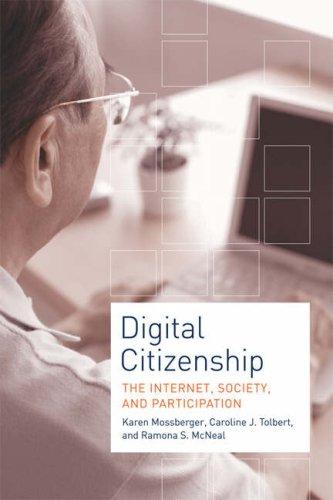 Digital
Citizenship
THE INTERNET, SOCIETY,
AND PARTICIPATION
Karen Mossberger, Caroline J. Tolbert,
and Ramona S. McNeal